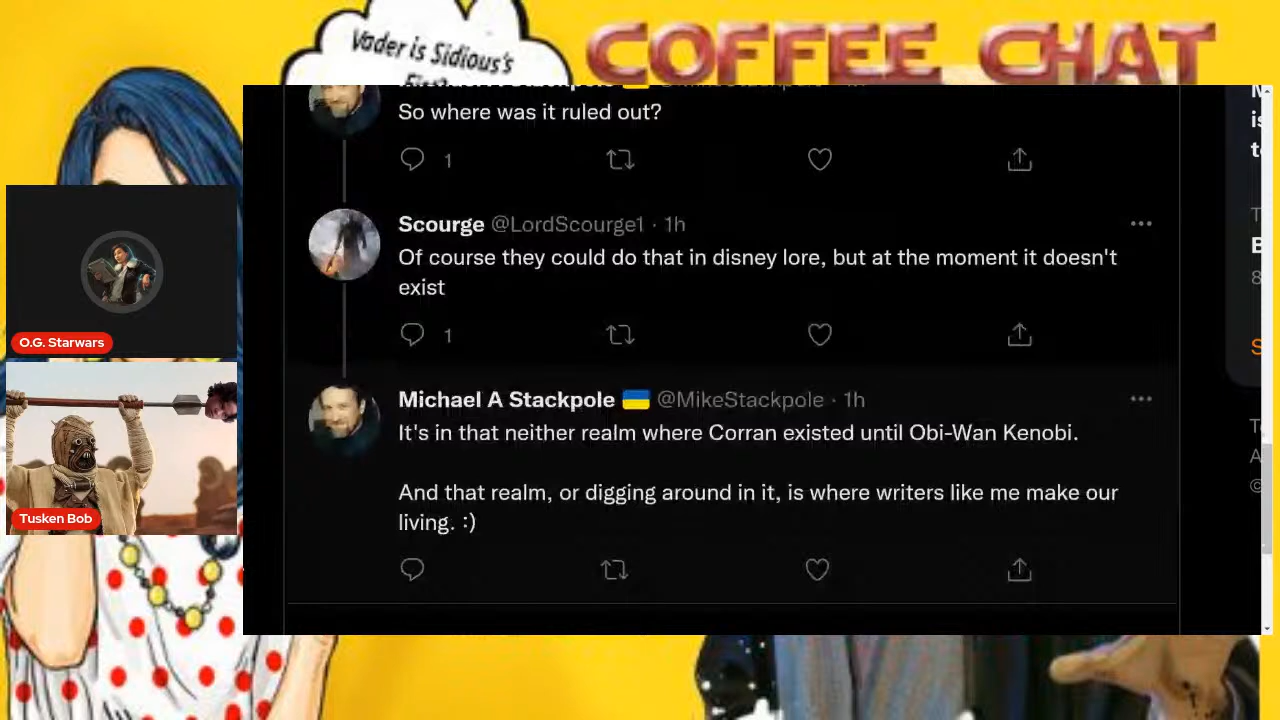 Vader is Sidious's
COFFEE CHAT
So where was it ruled out?
1
Scourge @LordScourge1 · 1h
Of course they could do that in disney lore, but at the moment it doesn't
exist
1
Michael A Stackpole 🇺🇦 @MikeStackpole · 1h
It's in that neither realm where Corran existed until Obi-Wan Kenobi.
And that realm, or digging around in it, is where writers like me make our
living. :)
O.G. Starwars
Tusken Bob